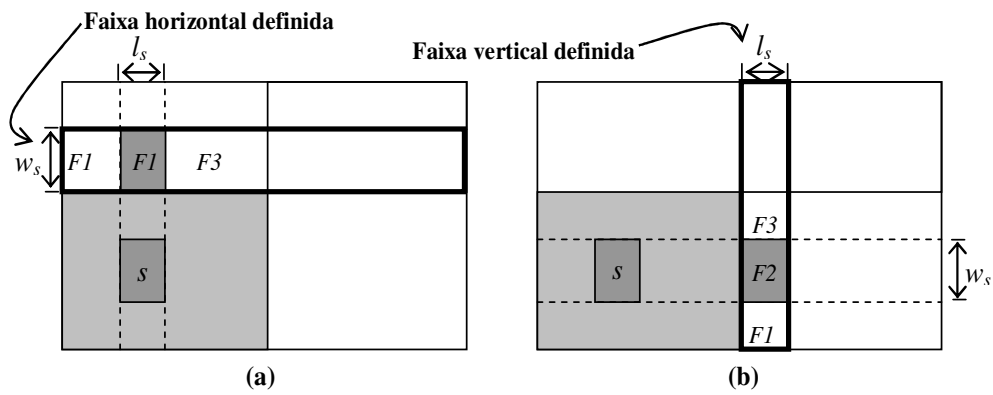 Faixa horizontal definida
l_s
w_s
F1
F1
F3
s
(a)
Faixa vertical definida
l_s
F3
s
F2
w_s
F1
(b)